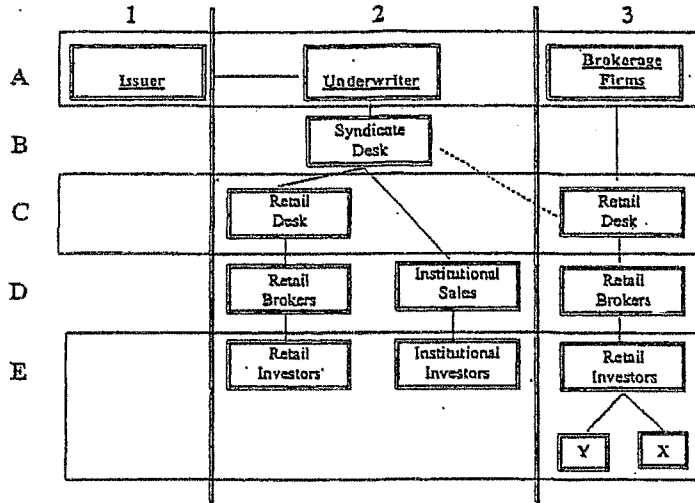 1 2 3
A Issuer Underwriter Brokerage
Firms
B Syndicate
Desk
C Retail
Desk Retail
Desk
D Retail
Brokers Institutional
Sales Retail
Brokers
E Retail
Investors Institutional
Investors Retail
Investors
Y X